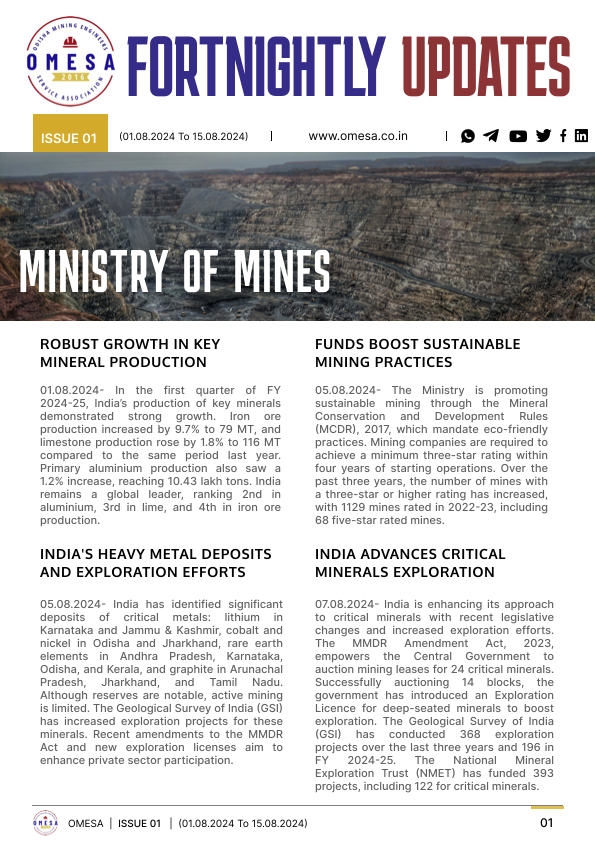 ODISHA MINING ENGINEERS
OMESA
2016
SERVICE ASSOCIATION
FORTNIGHTLY UPDATES
ISSUE 01
(01.08.2024 To 15.08.2024)
www.omesa.co.in
MINISTRY OF MINES
ROBUST GROWTH IN KEY
MINERAL PRODUCTION
01.08.2024- In the first quarter of FY
2024-25, India’s production of key minerals
demonstrated strong growth. Iron ore
production increased by 9.7% to 79 MT, and
limestone production rose by 1.8% to 116 MT
compared to the same period last year.
Primary aluminium production also saw a
1.2% increase, reaching 10.43 lakh tons. India
remains a global leader, ranking 2nd in
aluminium, 3rd in lime, and 4th in iron ore
production.
INDIA'S HEAVY METAL DEPOSITS
AND EXPLORATION EFFORTS
05.08.2024- India has identified significant
deposits of critical metals: lithium in
Karnataka and Jammu & Kashmir, cobalt and
nickel in Odisha and Jharkhand, rare earth
elements in Andhra Pradesh, Karnataka,
Odisha, and Kerala, and graphite in Arunachal
Pradesh, Jharkhand, and Tamil Nadu.
Although reserves are notable, active mining
is limited. The Geological Survey of India (GSI)
has increased exploration projects for these
minerals. Recent amendments to the MMDR
Act and new exploration licenses aim to
enhance private sector participation.
FUNDS BOOST SUSTAINABLE
MINING PRACTICES
05.08.2024- The Ministry is promoting
sustainable mining through the Mineral
Conservation and Development Rules
(MCDR), 2017, which mandate eco-friendly
practices. Mining companies are required to
achieve a minimum three-star rating within
four years of starting operations. Over the
past three years, the number of mines with
a three-star or higher rating has increased,
with 1129 mines rated in 2022-23, including
68 five-star rated mines.
INDIA ADVANCES CRITICAL
MINERALS EXPLORATION
07.08.2024- India is enhancing its approach
to critical minerals with recent legislative
changes and increased exploration efforts.
The MMDR Amendment Act, 2023,
empowers the Central Government to
auction mining leases for 24 critical minerals.
Successfully auctioning 14 blocks, the
government has introduced an Exploration
Licence for deep-seated minerals to boost
exploration. The Geological Survey of India
(GSI) has conducted 368 exploration
projects over the last three years and 196 in
FY 2024-25. The National Mineral
Exploration Trust (NMET) has funded 393
projects, including 122 for critical minerals.
OMESA
OMESA | ISSUE 01 | (01.08.2024 To 15.08.2024)
01